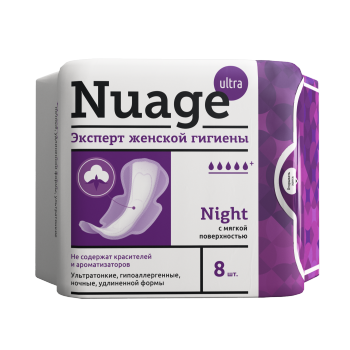 Nuage
ultra
Эксперт женской гигиены
Night
с мягкой
поверхностью
Не содержат красителей
и ароматизаторов
Ультратонкие, гипоаллергенные,
ночные, удлиненной формы
8 шт.